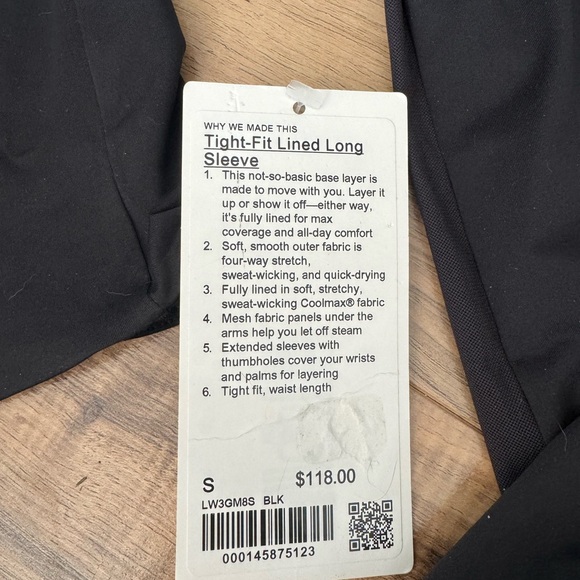 WHY WE MADE THIS
Tight-Fit Lined Long
Sleeve
1. This not-so-basic base layer is
made to move with you. Layer it
up or show it off—either way,
it's fully lined for max
coverage and all-day comfort
2. Soft, smooth outer fabric is
four-way stretch,
sweat-wicking, and quick-drying
3. Fully lined in soft, stretchy,
sweat-wicking Coolmax® fabric
4. Mesh fabric panels under the
arms help you let off steam
5. Extended sleeves with
thumbholes cover your wrists
and palms for layering
6. Tight fit, waist length
S $118.00
LW3GM8S BLK
000145875123